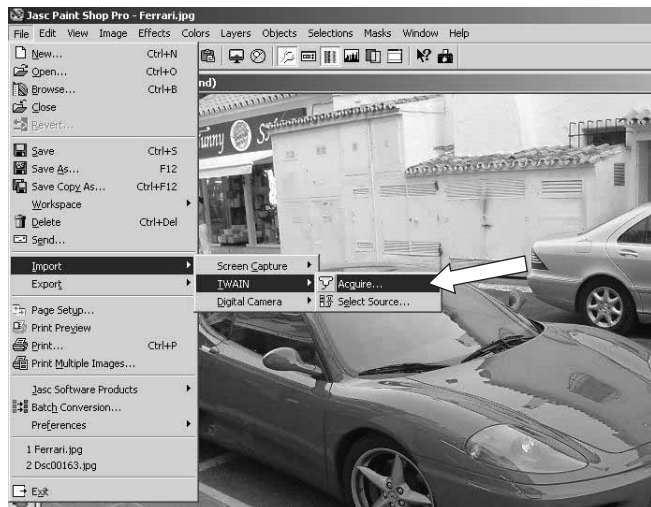 Jasc Paint Shop Pro - Ferrari.jpg
File Edit View Image Effects Colors Layers Objects Selections Masks Window Help
New... Ctrl+N
Open... Ctrl+O
Browse... Ctrl+B
nd)
Close
Revert...
Save Ctrl+S
Save As... F12
Save Copy As... Ctrl+F12
Workspace
Delete Ctrl+Del
Send...
Import
Screen Capture
Export
TWAIN
Acquire...
Digital Camera
Select Source...
Page Setup...
Print Preview
Print... Ctrl+P
Print Multiple Images...
Jasc Software Products
Batch Conversion...
Preferences
1 Ferrari.jpg
2 Dsc00163.jpg
Exit